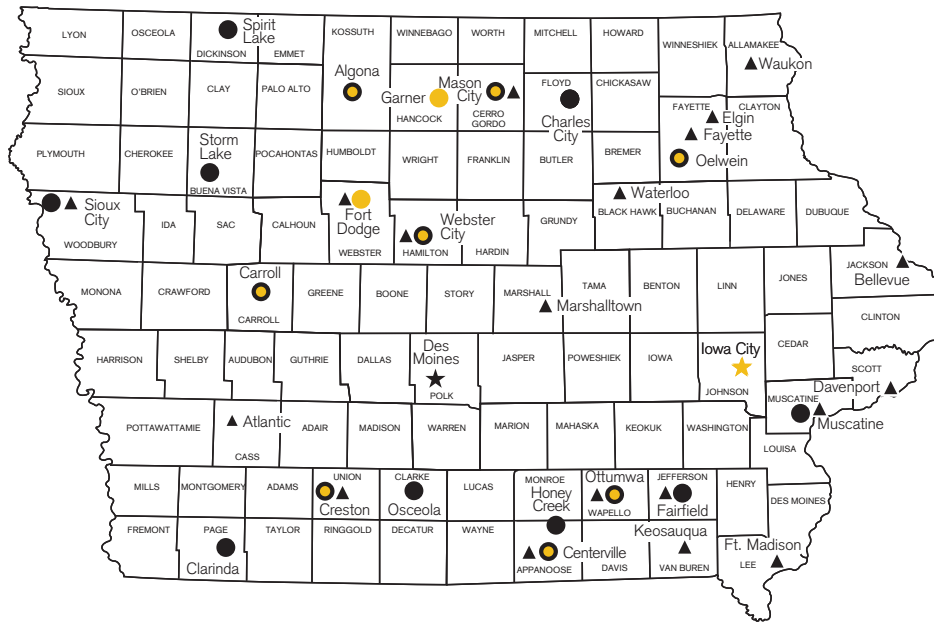 LYON
OSCEOLA
Spirit
Lake
DICKINSON
EMMET
KOSSUTH
WINNEBAGO
WORTH
MITCHELL
HOWARD
WINNESHIEK
ALLAMAKEE
Waukon
SIOUX
O'BRIEN
CLAY
PALO ALTO
Algona
Garner
HANCOCK
Mason
City
CERRO
GORDO
FLOYD
Charles
City
CHICKASAW
FAYETTE
CLAYTON
Elgin
Fayette
Oelwein
PLYMOUTH
CHEROKEE
Storm
Lake
BUENA VISTA
POCAHONTAS
HUMBOLDT
WRIGHT
FRANKLIN
BUTLER
BREMER
Sioux
City
WOODBURY
IDA
SAC
CALHOUN
Fort
Dodge
WEBSTER
Webster
City
HAMILTON
HARDIN
GRUNDY
Waterloo
BLACK HAWK
BUCHANAN
DELAWARE
DUBUQUE
MONONA
CRAWFORD
Carroll
CARROLL
GREENE
BOONE
STORY
MARSHALL
Marshalltown
TAMA
BENTON
LINN
JONES
JACKSON
Bellevue
CLINTON
HARRISON
SHELBY
AUDUBON
GUTHRIE
DALLAS
Des
Moines
POLK
JASPER
POWESHIEK
IOWA
Iowa City
JOHNSON
CEDAR
SCOTT
Davenport
MUSCATINE
Muscatine
POTTAWATTAMIE
Atlantic
CASS
ADAIR
MADISON
WARREN
MARION
MAHASKA
KEOKUK
WASHINGTON
LOUISA
MILLS
MONTGOMERY
ADAMS
UNION
Creston
CLARKE
Osceola
LUCAS
MONROE
Honey
Creek
Ottumwa
WAPELLO
JEFFERSON
Fairfield
HENRY
DES MOINES
FREMONT
PAGE
Clarinda
TAYLOR
RINGGOLD
DECATUR
WAYNE
Centerville
APPANOOSE
DAVIS
Keosauqua
VAN BUREN
Ft. Madison
LEE